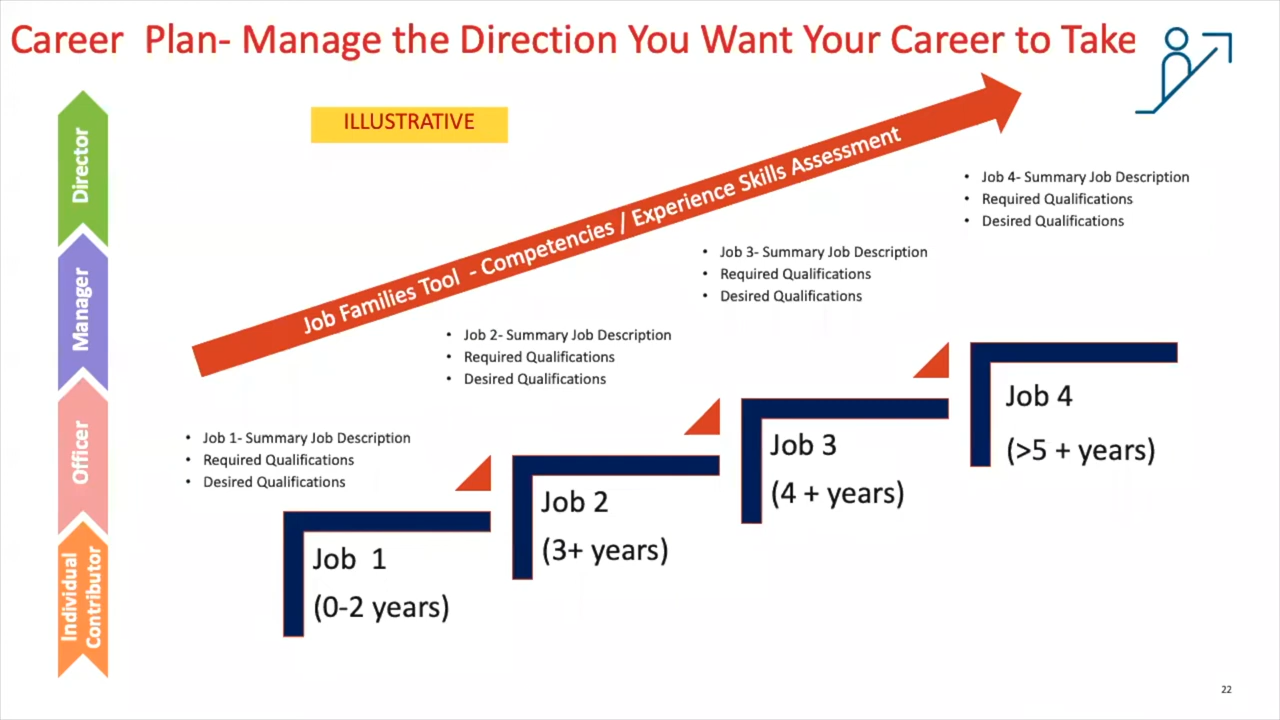 Career  Plan- Manage the Direction You Want Your Career to Take
ILLUSTRATIVE
Director
Manager
Officer
Individual
Contributor
Job Families Tool  - Competencies / Experience Skills Assessment
• Job 4- Summary Job Description
• Required Qualifications
• Desired Qualifications
• Job 3- Summary Job Description
• Required Qualifications
• Desired Qualifications
• Job 2- Summary Job Description
• Required Qualifications
• Desired Qualifications
• Job 1- Summary Job Description
• Required Qualifications
• Desired Qualifications
Job  1
(0-2 years)
Job 2
(3+ years)
Job 3
(4 + years)
Job 4
(>5 + years)
22